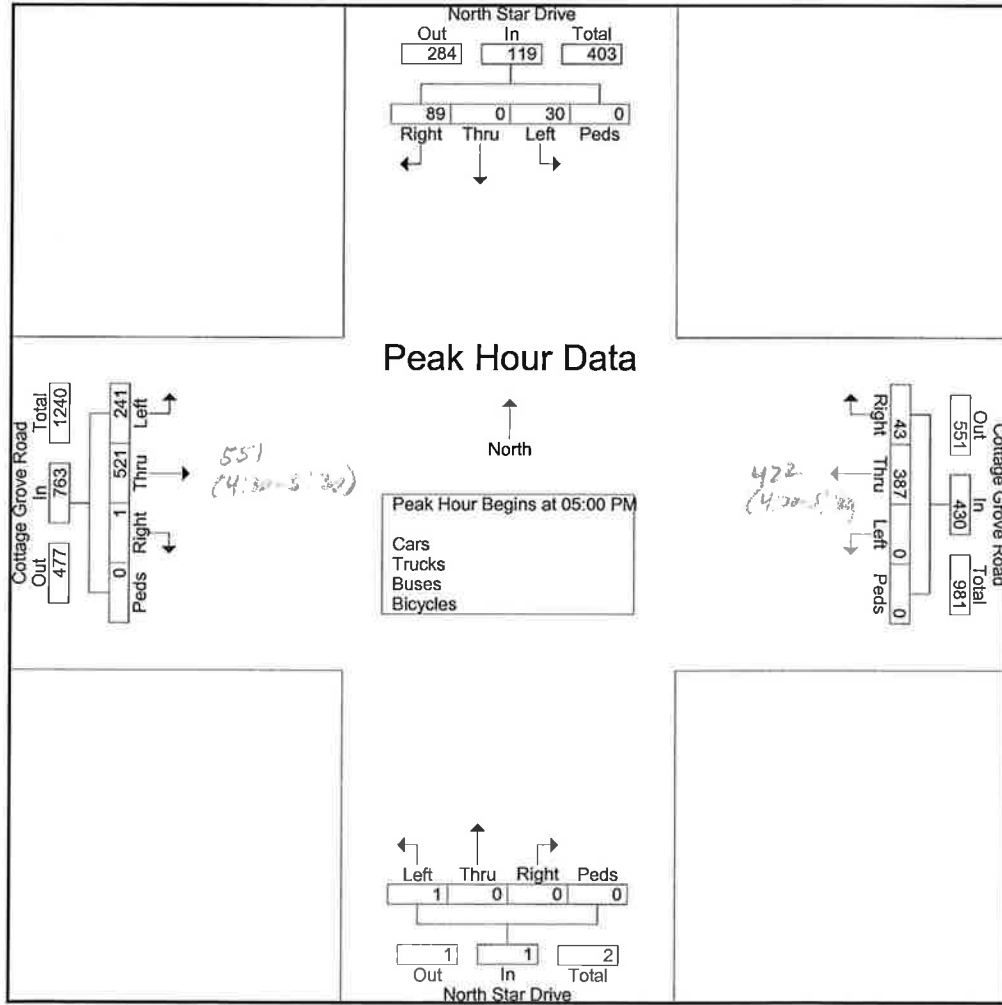 North Star Drive
Out In Total
284 119 403
89 0 30 0
Right Thru Left Peds
Peak Hour Data
North
Peak Hour Begins at 05:00 PM
Cars
Trucks
Buses
Bicycles
Cottage Grove Road
Total In Out
1240 763 477
241 521 1 0
Left Thru Right Peds
551
(4:30-5:30)
Cottage Grove Road
Out In Total
551 430 981
43 387 0 0
Right Thru Left Peds
422
Left Thru Right Peds
1 0 0 0
1 1 2
Out In Total
North Star Drive